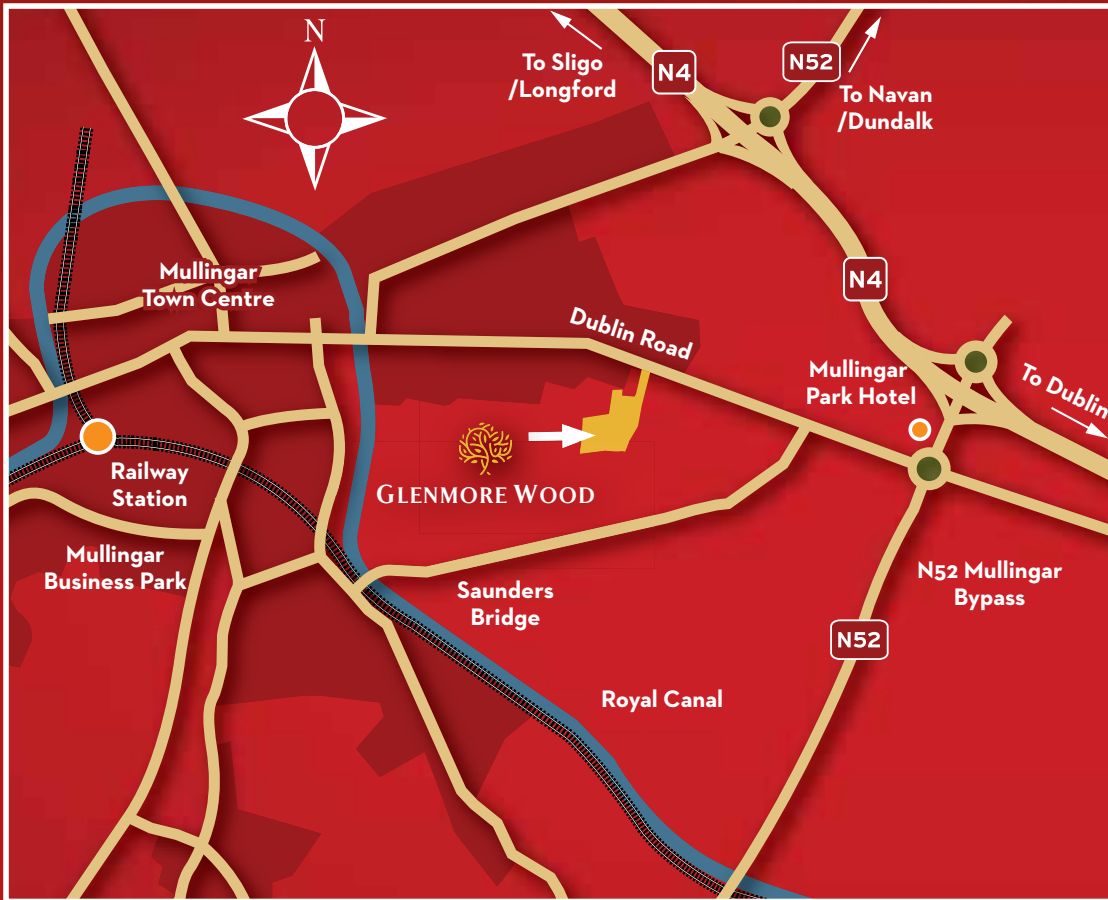 N
To Sligo
/Longford
N4
N52
To Navan
/Dundalk
Mullingar
Town Centre
N4
Dublin Road
Mullingar
Park Hotel
To Dublin
Railway
Station
GLENMORE WOOD
Mullingar
Business Park
Saunders
Bridge
N52 Mullingar
Bypass
N52
Royal Canal